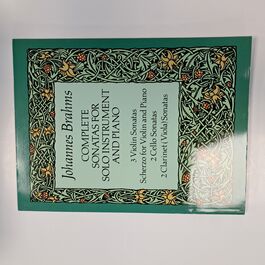 Johannes Brahms
COMPLETE
SONATAS FOR
SOLO INSTRUMENT
AND PIANO
3 Violin Sonatas
Scherzo for Violin and Piano
2 Cello Sonatas
2 Clarinet (Viola) Sonatas